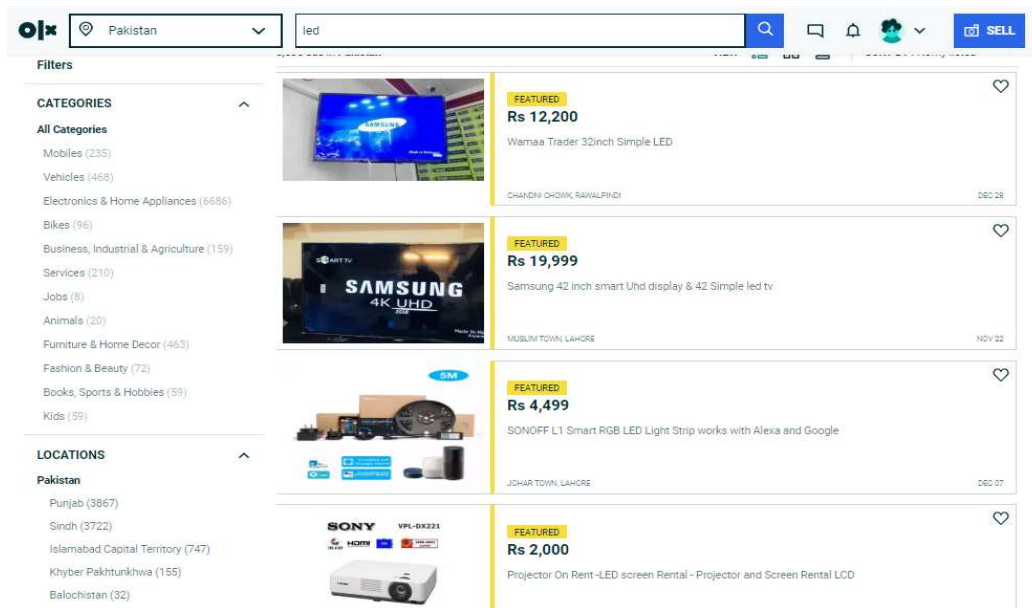 olx
Pakistan
led
SELL
Filters
CATEGORIES
All Categories
Mobiles (235)
Vehicles (468)
Electronics & Home Appliances (6686)
Bikes (96)
Business, Industrial & Agriculture (159)
Services (210)
Jobs (8)
Animals (20)
Furniture & Home Decor (463)
Fashion & Beauty (72)
Books, Sports & Hobbies (59)
Kids (59)
LOCATIONS
Pakistan
Punjab (3867)
Sindh (3722)
Islamabad Capital Territory (747)
Khyber Pakhtunkhwa (155)
Balochistan (32)
SAMSUNG
FEATURED
Rs 12,200
Wamaa Trader 32inch Simple LED
CHANDNI CHOWK, RAWALPINDI
DEC 28
SMART TV
SAMSUNG
4K UHD
FEATURED
Rs 19,999
Samsung 42 inch smart Uhd display & 42 Simple led tv
MUSLIM TOWN, LAHORE
NOV 22
5M
FEATURED
Rs 4,499
SONOFF L1 Smart RGB LED Light Strip works with Alexa and Google
JOHAR TOWN, LAHORE
DEC 07
SONY VPL-DX221
HDMI
FEATURED
Rs 2,000
Projector On Rent -LED screen Rental - Projector and Screen Rental LCD